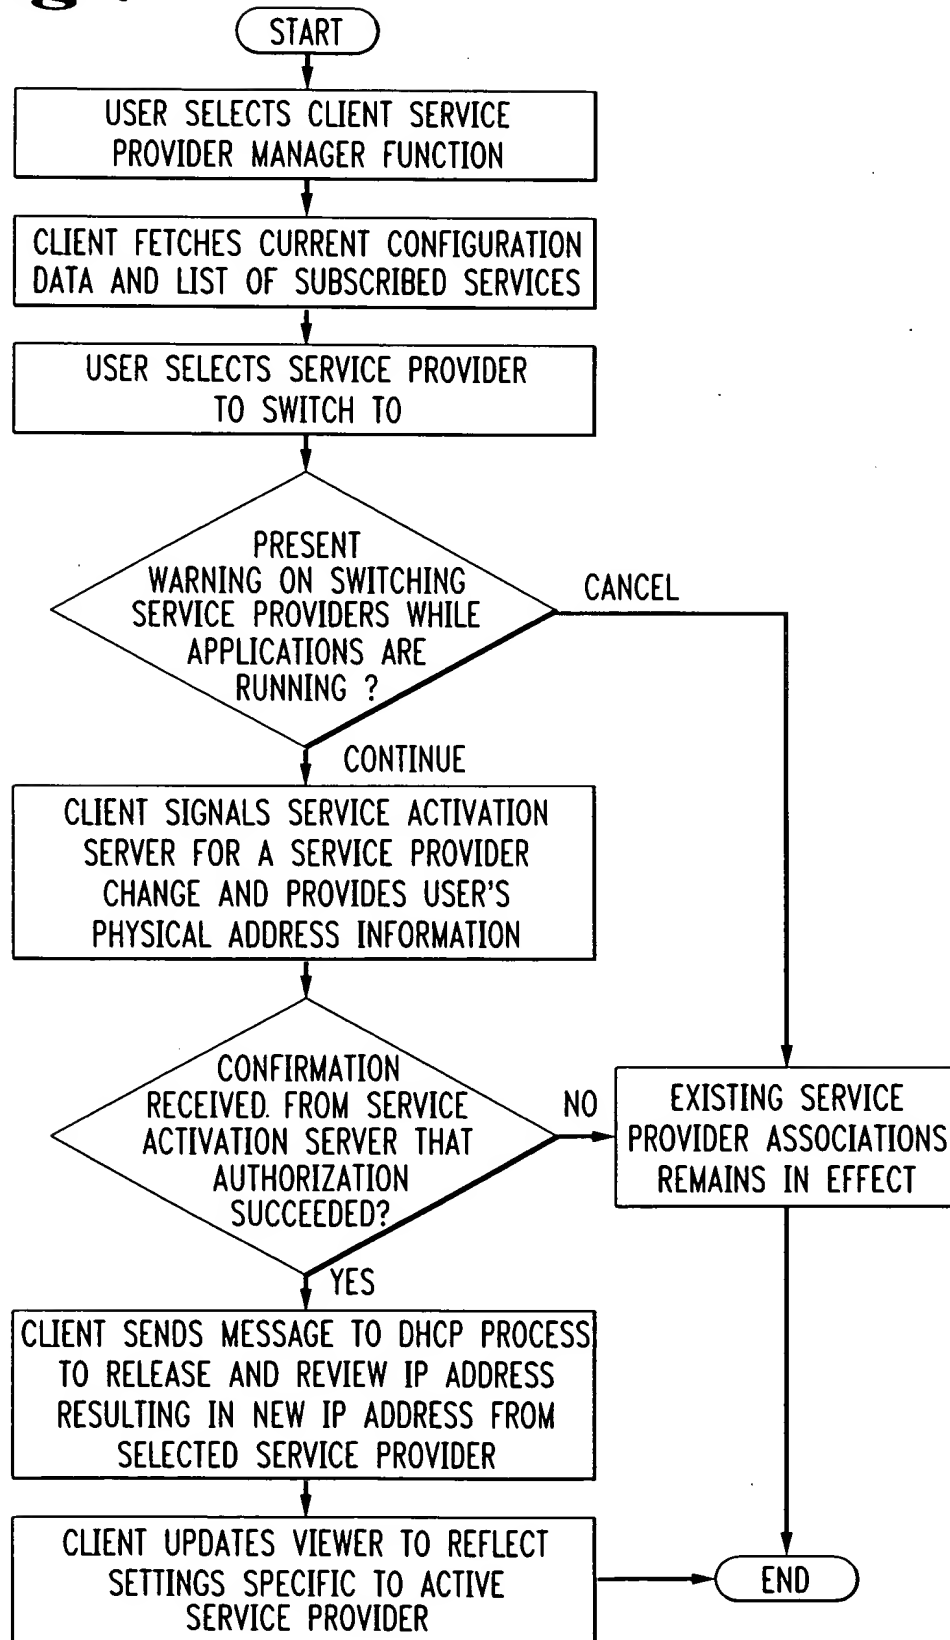 START
USER SELECTS CLIENT SERVICE
PROVIDER MANAGER FUNCTION
CLIENT FETCHES CURRENT CONFIGURATION
DATA AND LIST OF SUBSCRIBED SERVICES
USER SELECTS SERVICE PROVIDER
TO SWITCH TO
PRESENT
WARNING ON SWITCHING
SERVICE PROVIDERS WHILE
APPLICATIONS ARE
RUNNING ?
CANCEL
CONTINUE
CLIENT SIGNALS SERVICE ACTIVATION
SERVER FOR A SERVICE PROVIDER
CHANGE AND PROVIDES USER'S
PHYSICAL ADDRESS INFORMATION
CONFIRMATION
RECEIVED. FROM SERVICE
ACTIVATION SERVER THAT
AUTHORIZATION
SUCCEEDED?
NO
EXISTING SERVICE
PROVIDER ASSOCIATIONS
REMAINS IN EFFECT
YES
CLIENT SENDS MESSAGE TO DHCP PROCESS
TO RELEASE AND REVIEW IP ADDRESS
RESULTING IN NEW IP ADDRESS FROM
SELECTED SERVICE PROVIDER
CLIENT UPDATES VIEWER TO REFLECT
SETTINGS SPECIFIC TO ACTIVE
SERVICE PROVIDER
END